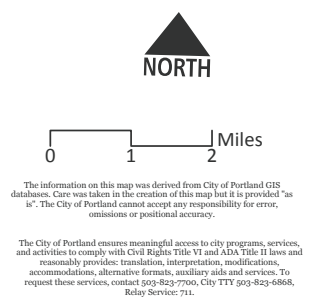 NORTH
Miles
0 1 2
The information on this map was derived from City of Portland GIS
databases. Care was taken in the creation of this map but it is provided "as
is". The City of Portland cannot accept any responsibility for error,
omissions or positional accuracy.
The City of Portland ensures meaningful access to city programs, services,
and activities to comply with Civil Rights Title VI and ADA Title II laws and
reasonably provides: translation, interpretation, modifications,
accommodations, alternative formats, auxiliary aids and services. To
request these services, contact 503-823-7700, City TTY 503-823-6868,
Relay Service: 711.